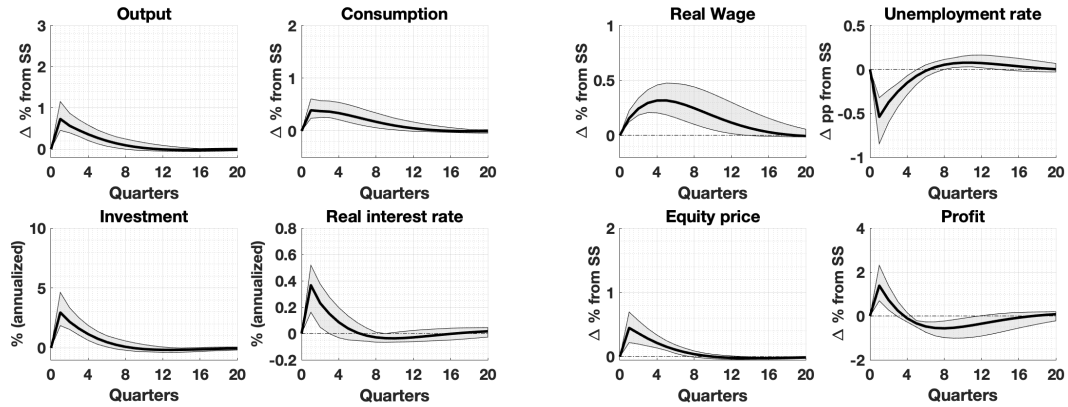 Output
Δ % from SS
3
2
1
0
0 4 8 12 16 20
Quarters
Consumption
Δ % from SS
2
1
0
0 4 8 12 16 20
Quarters
Real Wage
Δ % from SS
1
0.5
0
0 4 8 12 16 20
Quarters
Unemployment rate
Δ pp from SS
0.5
0
-0.5
-1
0 4 8 12 16 20
Quarters
Investment
% (annualized)
10
5
0
0 4 8 12 16 20
Quarters
Real interest rate
% (annualized)
0.8
0.6
0.4
0.2
0
-0.2
0 4 8 12 16 20
Quarters
Equity price
Δ % from SS
2
1
0
0 4 8 12 16 20
Quarters
Profit
Δ % from SS
4
2
0
-2
0 4 8 12 16 20
Quarters